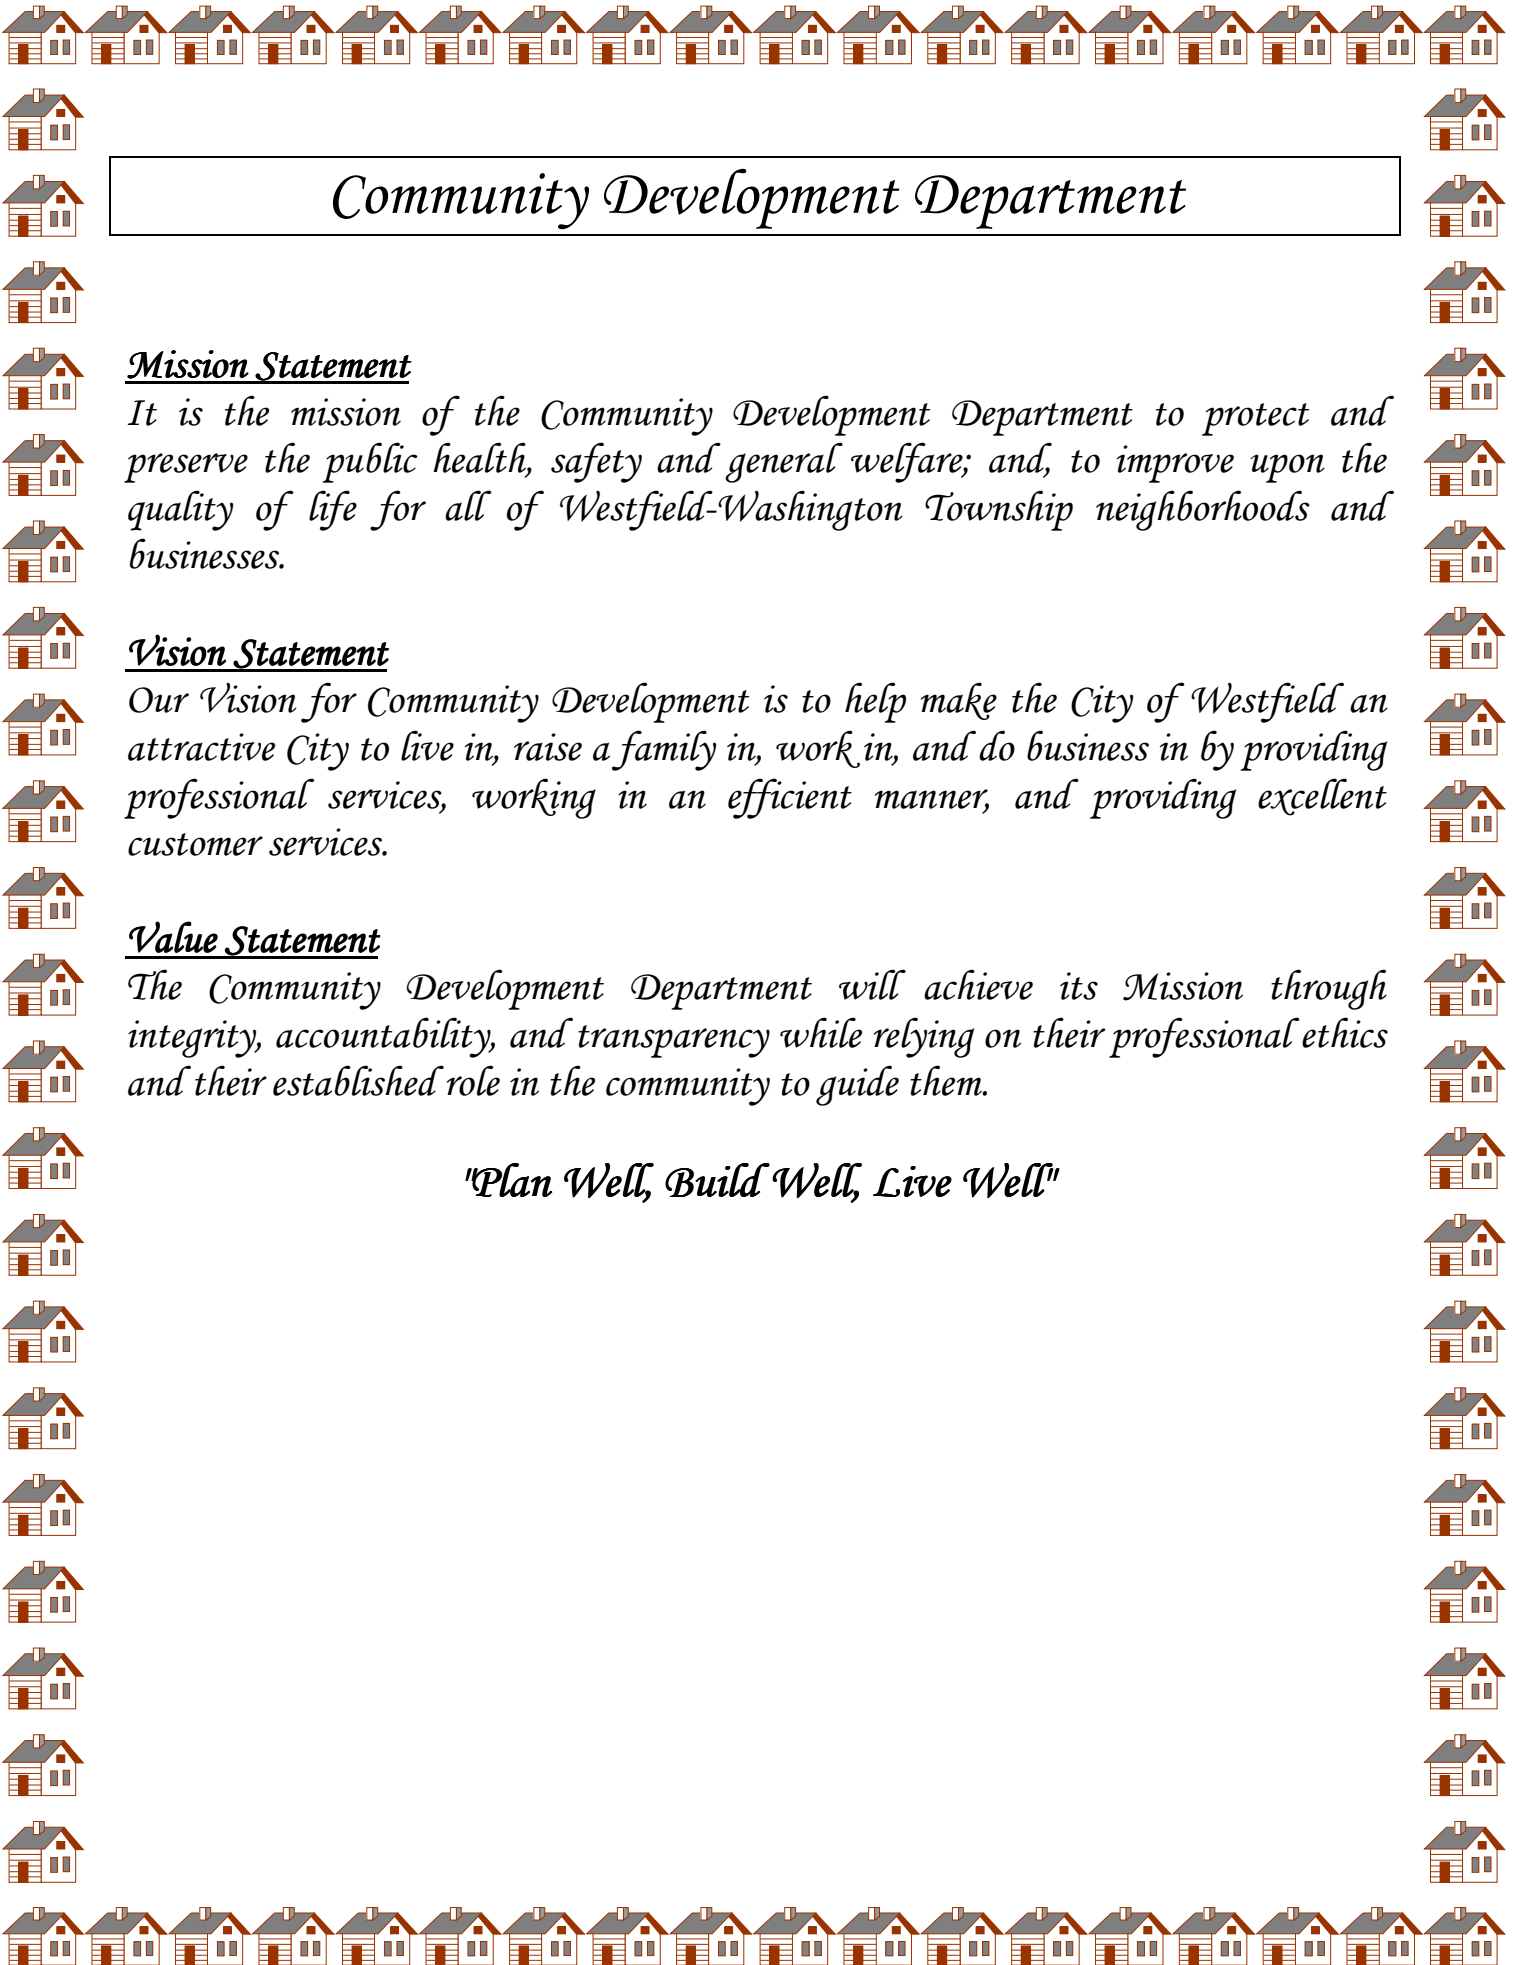 Community Development Department
Mission Statement
It is the mission of the Community Development Department to protect and
preserve the public health, safety and general welfare; and, to improve upon the
quality of life for all of Westfield-Washington Township neighborhoods and
businesses.
Vision Statement
Our Vision for Community Development is to help make the City of Westfield an
attractive City to live in, raise a family in, work in, and do business in by providing
professional services, working in an efficient manner, and providing excellent
customer services.
Value Statement
The Community Development Department will achieve its Mission through
integrity, accountability, and transparency while relying on their professional ethics
and their established role in the community to guide them.
"Plan Well, Build Well, Live Well"